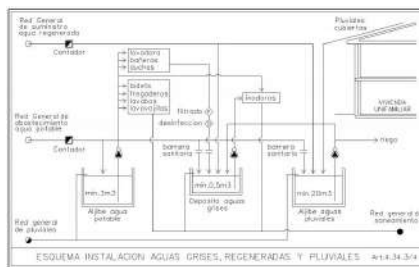 Red General
de suministro
agua regenerada
Contador
lavadora
bañeras
duchas
bidets
fregaderos
lavabos
lavavajillas
filtrado
desinfeccion
inodoros
Pluviales
cubiertas
VIVIENDA
UNIFAMILIAR
Red General de
abastecimiento
agua potable
Contador
barrera
sanitaria
barrera
sanitaria
riego
min. 3m3
min. 0,5m3
min. 20m3
Aljibe agua
potable
Deposito aguas
grises
Aljibe aguas
pluviales
Red general
de pluviales
Red general de
saneamiento
ESQUEMA INSTALACION AGUAS GRISES, REGENERADAS Y PLUVIALES